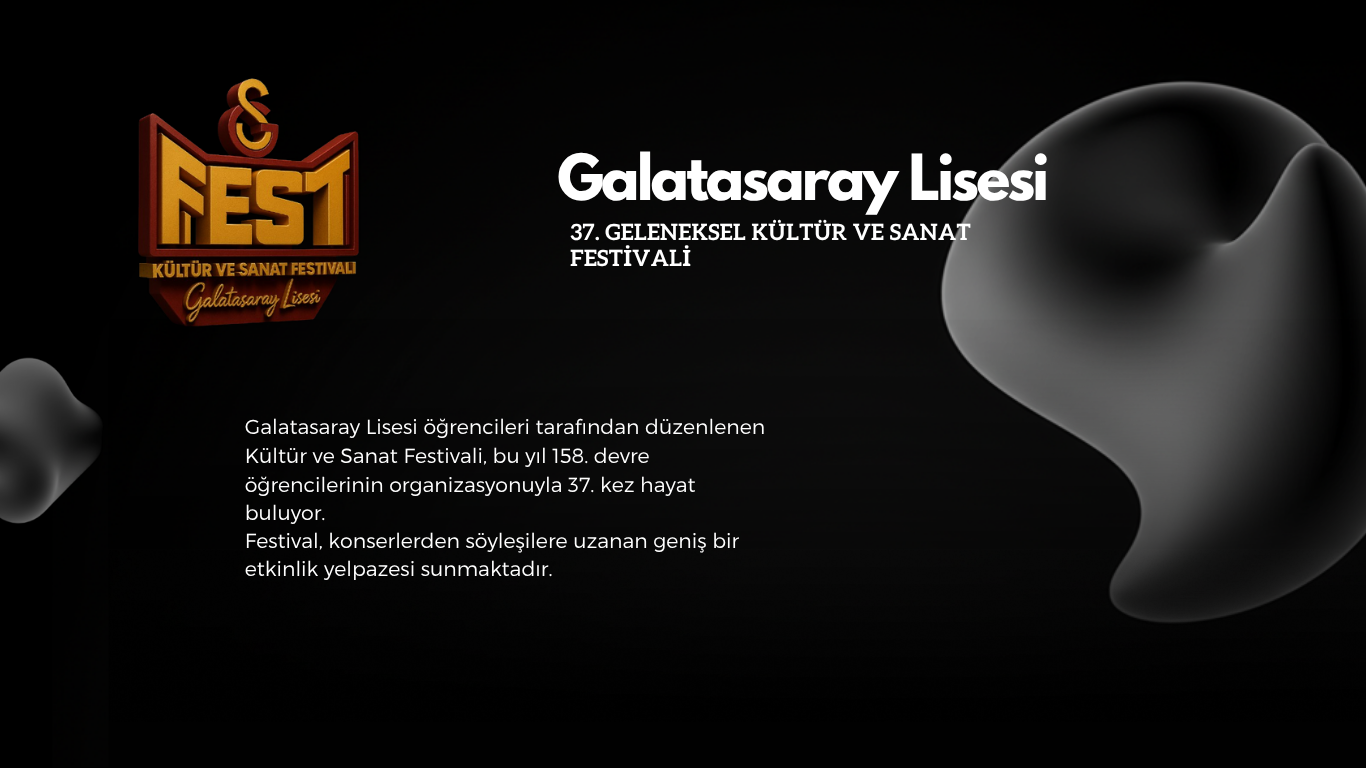 GS
FEST
KÜLTÜR VE SANAT FESTIVALI
Galatasaray Lisesi
Galatasaray Lisesi
37. GELENEKSEL KÜLTÜR VE SANAT
FESTİVALİ
Galatasaray Lisesi öğrencileri tarafından düzenlenen
Kültür ve Sanat Festivali, bu yıl 158. devre
öğrencilerinin organizasyonuyla 37. kez hayat
buluyor.
Festival, konserlerden söyleşilere uzanan geniş bir
etkinlik yelpazesi sunmaktadır.